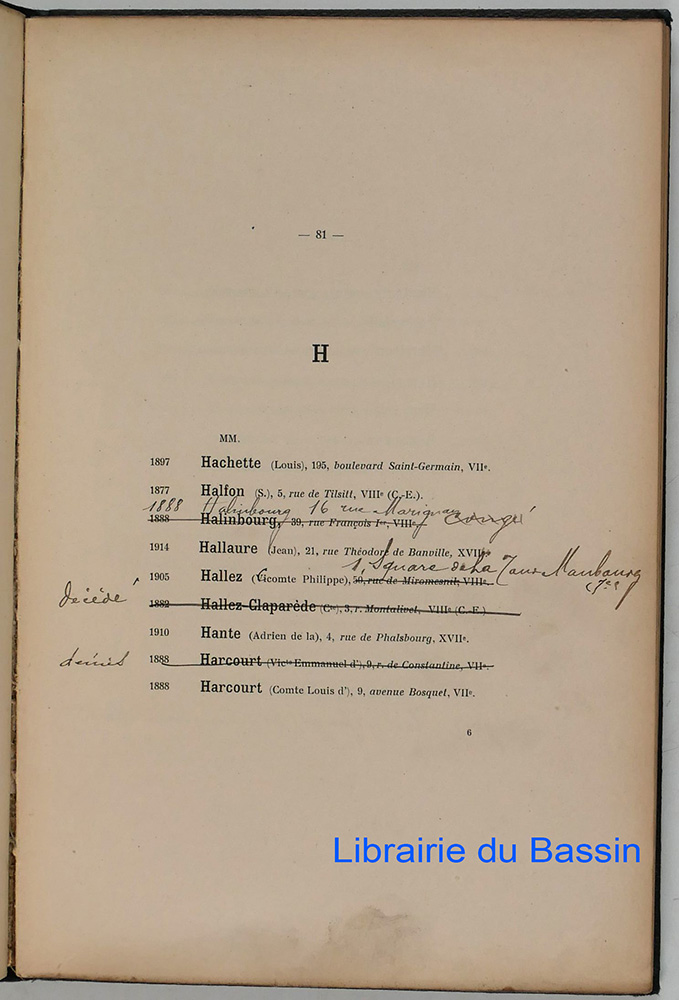 — 81 —
H
MM.
1897 Hachette (Louis), 195, boulevard Saint-Germain, VIIe.
1877 Halfon (S.), 5, rue de Tilsitt, VIIIe (C.-E.).
1888 Halinbourg 16 rue Marignan congé
1888 Halinbourg, 39, rue François Ier, VIIIe.
1914 Hallaure (Jean), 21, rue Théodore de Banville, XVIIe.
1, Square de La Tour Maubourg
1905 Hallez (Vicomte Philippe), 50, rue de Miromesnil, VIIIe. (7e)
décédé 1882 Hallez-Claparède (Cte), 3, r. Montalivet, VIIIe (C.-E.)
1910 Hante (Adrien de la), 4, rue de Phalsbourg, XVIIe.
1888 Harcourt (Victe Emmanuel d'), 9, r. de Constantine, VIIe.
1888 Harcourt (Comte Louis d'), 9, avenue Bosquet, VIIe.
6
Librairie du Bassin